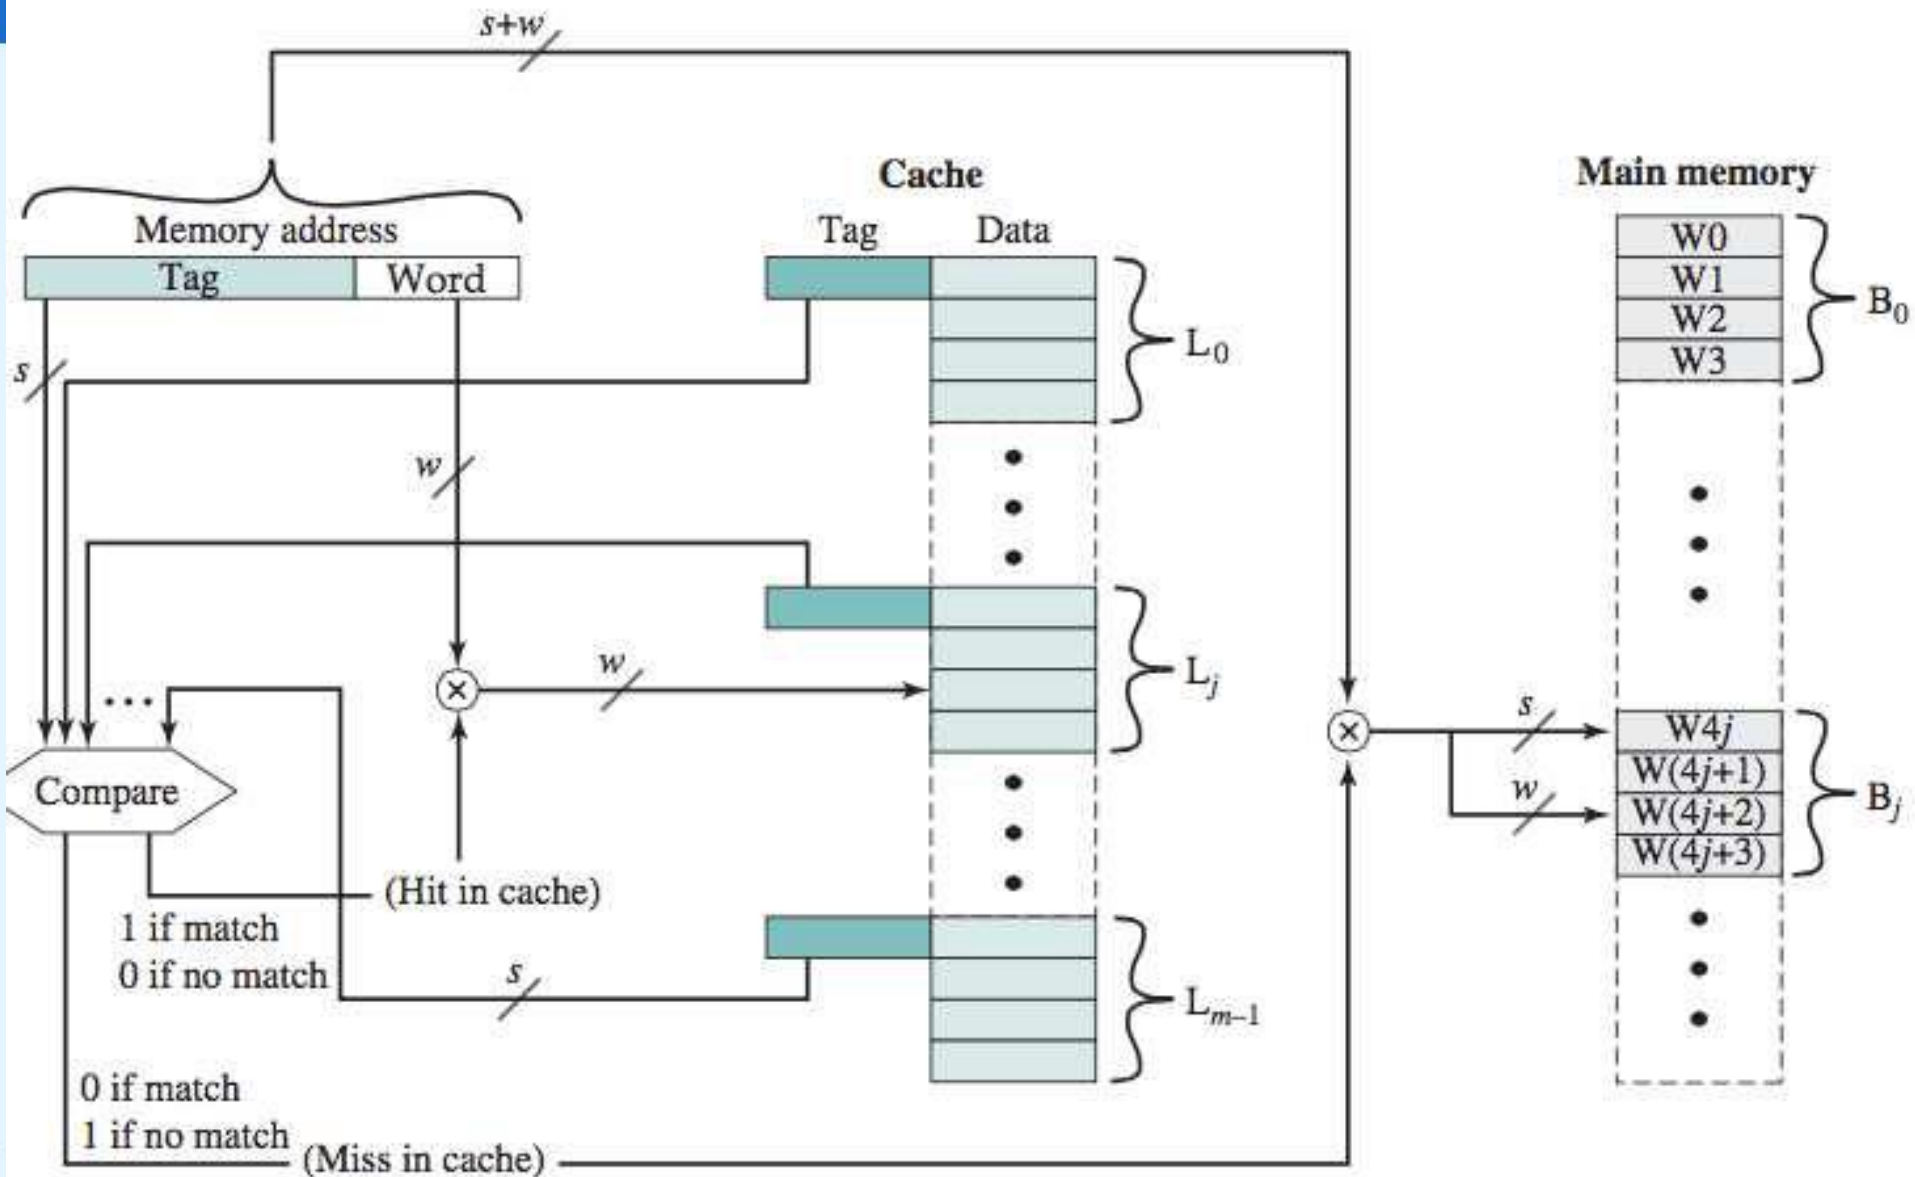 s+w
Cache
Main memory
Memory address
Tag Data
Tag Word
W0
W1
W2
W3
B0
L0
s
w
w
Lj
s
W4j
W(4j+1)
w
W(4j+2)
W(4j+3)
Bj
• • •
Compare
(Hit in cache)
1 if match
0 if no match
s
Lm–1
0 if match
1 if no match
(Miss in cache)